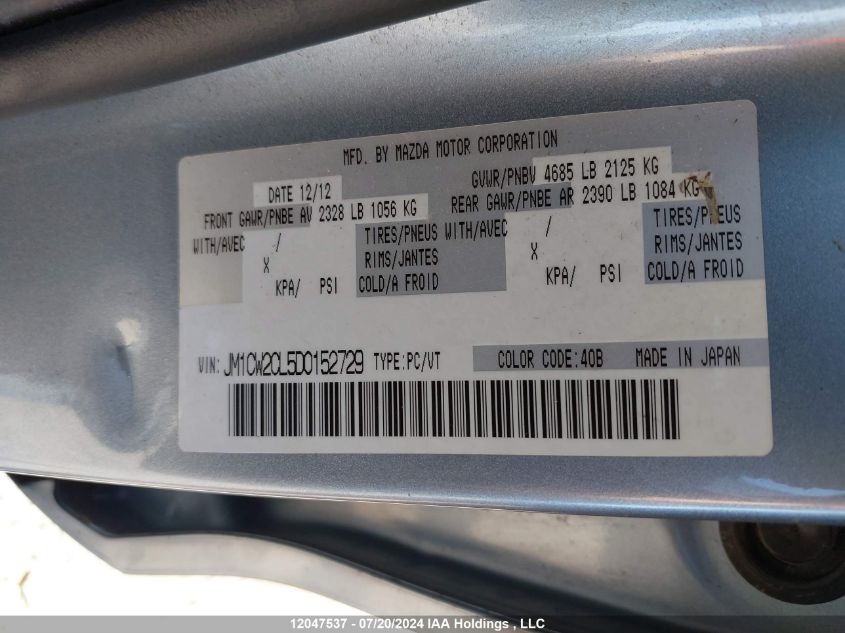 MFD. BY MAZDA MOTOR CORPORATION
DATE 12/12 GVWR/PNBV 4685 LB 2125 KG
FRONT GAWR/PNBE AV 2328 LB 1056 KG REAR GAWR/PNBE AR 2390 LB 1084 KG
WITH/AVEC / TIRES/PNEUS WITH/AVEC / TIRES/PNEUS
X RIMS/JANTES X RIMS/JANTES
KPA/ PSI COLD/A FROID KPA/ PSI COLD/A FROID
VIN: JM1CW2CL5D0152729 TYPE:PC/VT COLOR CODE:40B MADE IN JAPAN
12047537 - 07/20/2024 IAA Holdings , LLC